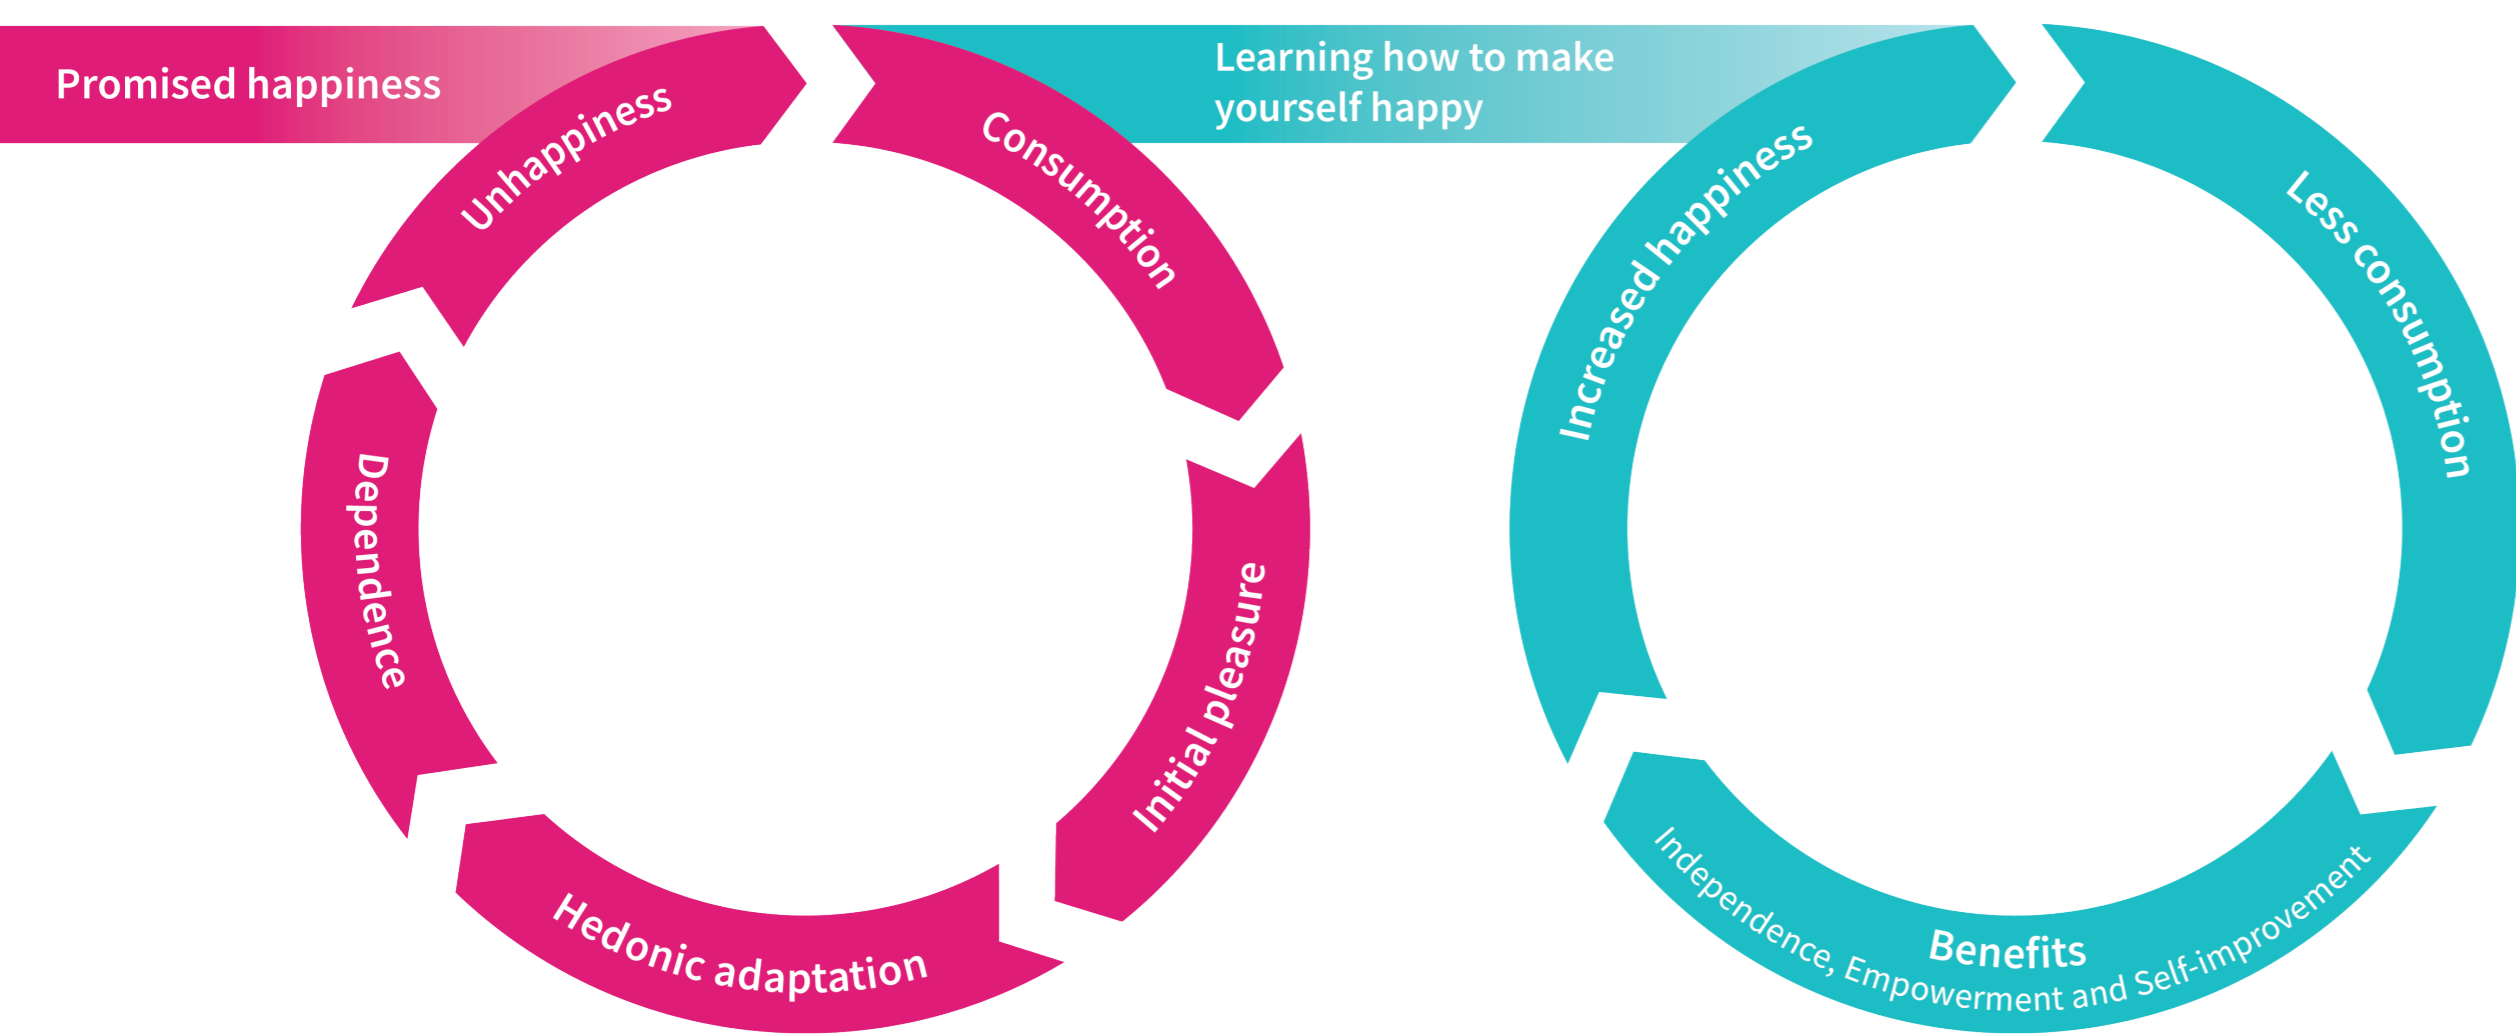 Promised happiness
Unhappiness
Consumption
Initial pleasure
Hedonic adaptation
Dependence
Learning how to make
yourself happy
Increased happiness
Less consumption
Benefits
Independence, Empowerment and Self-improvement